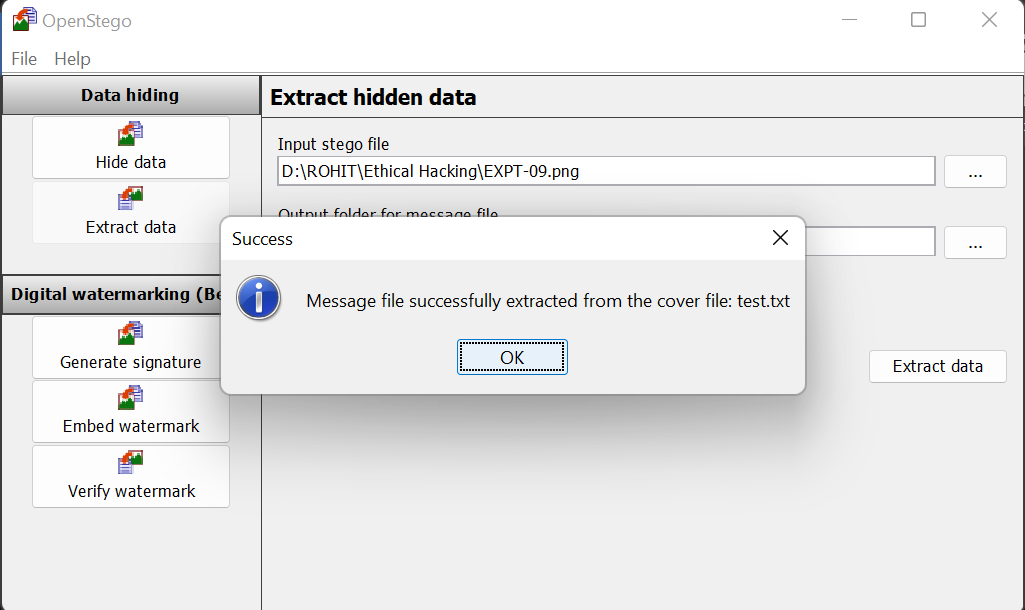 OpenStego
File Help
Data hiding
Hide data
Extract data
Digital watermarking (Be
Generate signature
Embed watermark
Verify watermark
Extract hidden data
Input stego file
D:\ROHIT\Ethical Hacking\EXPT-09.png
...
Output folder for message file
...
Extract data
Success
Message file successfully extracted from the cover file: test.txt
OK